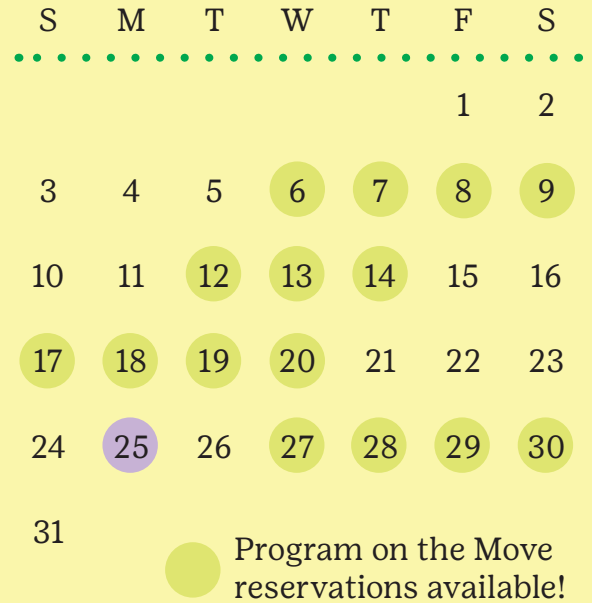 S M T W T F S
1 2
3 4 5 6 7 8 9
10 11 12 13 14 15 16
17 18 19 20 21 22 23
24 25 26 27 28 29 30
31
Program on the Move
reservations available!